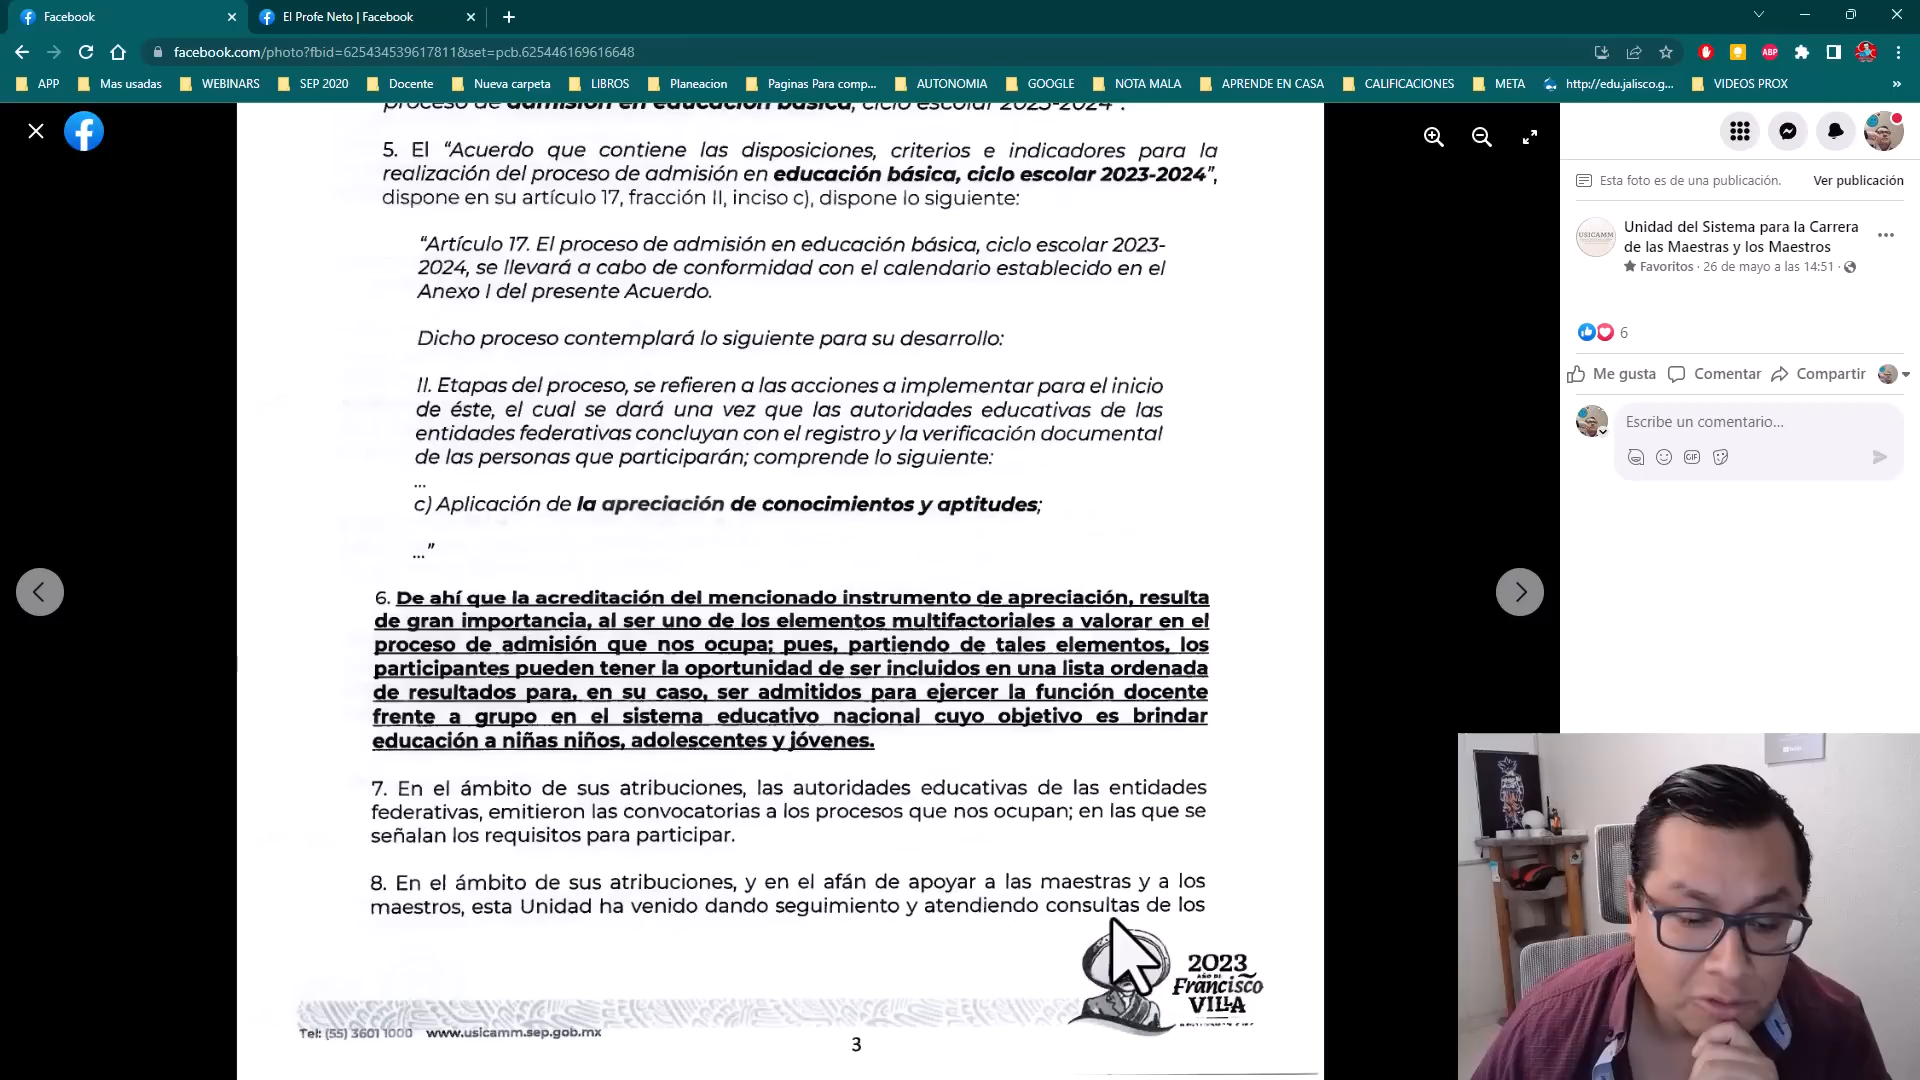 Facebook
El Profe Neto | Facebook
facebook.com/photo?fbid=625434539617811&set=pcb.625446169616648
APP
Mas usadas
WEBINARS
SEP 2020
Docente
Nueva carpeta
LIBROS
Planeacion
Paginas Para comp...
AUTONOMIA
GOOGLE
NOTA MALA
APRENDE EN CASA
CALIFICACIONES
META
http://edu.jalisco.g...
VIDEOS PROX
»
ABP
proceso de admisión en educación básica, ciclo escolar 2023-2024".
5. El “Acuerdo que contiene las disposiciones, criterios e indicadores para la
realización del proceso de admisión en educación básica, ciclo escolar 2023-2024”,
dispone en su artículo 17, fracción II, inciso c), dispone lo siguiente:
“Artículo 17. El proceso de admisión en educación básica, ciclo escolar 2023-
2024, se llevará a cabo de conformidad con el calendario establecido en el
Anexo I del presente Acuerdo.
Dicho proceso contemplará lo siguiente para su desarrollo:
II. Etapas del proceso, se refieren a las acciones a implementar para el inicio
de éste, el cual se dará una vez que las autoridades educativas de las
entidades federativas concluyan con el registro y la verificación documental
de las personas que participarán; comprende lo siguiente:
...
c) Aplicación de la apreciación de conocimientos y aptitudes;
...”
6. De ahí que la acreditación del mencionado instrumento de apreciación, resulta
de gran importancia, al ser uno de los elementos multifactoriales a valorar en el
proceso de admisión que nos ocupa; pues, partiendo de tales elementos, los
participantes pueden tener la oportunidad de ser incluidos en una lista ordenada
de resultados para, en su caso, ser admitidos para ejercer la función docente
frente a grupo en el sistema educativo nacional cuyo objetivo es brindar
educación a niñas niños, adolescentes y jóvenes.
7. En el ámbito de sus atribuciones, las autoridades educativas de las entidades
federativas, emitieron las convocatorias a los procesos que nos ocupan; en las que se
señalan los requisitos para participar.
8. En el ámbito de sus atribuciones, y en el afán de apoyar a las maestras y a los
maestros, esta Unidad ha venido dando seguimiento y atendiendo consultas de los
2023
AÑO DE
Francisco
VILLA
Tel: (55) 3601 1000 www.usicamm.sep.gob.mx
3
Esta foto es de una publicación.
Ver publicación
USICAMM
Unidad del Sistema para la Carrera
de las Maestras y los Maestros
Favoritos · 26 de mayo a las 14:51 ·
6
Me gusta
Comentar
Compartir
Escribe un comentario...
GIF